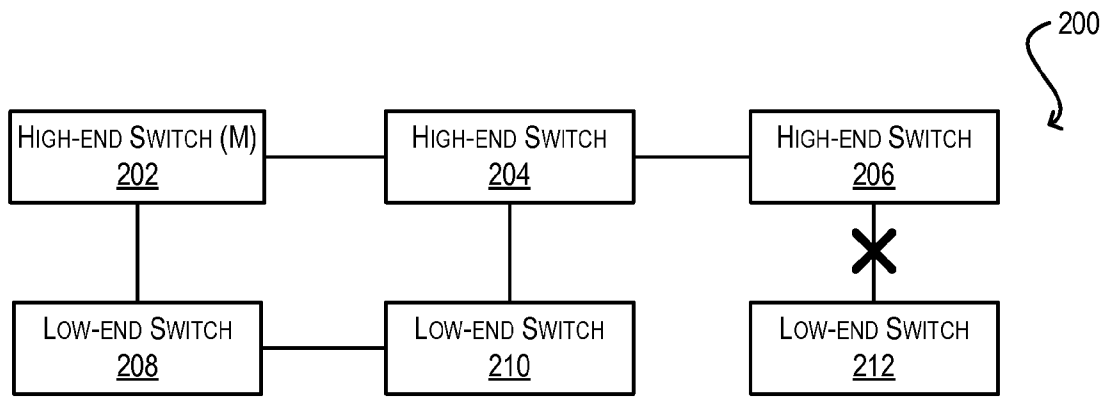 200
HIGH-END SWITCH (M)
202
HIGH-END SWITCH
204
HIGH-END SWITCH
206
LOW-END SWITCH
208
LOW-END SWITCH
210
LOW-END SWITCH
212